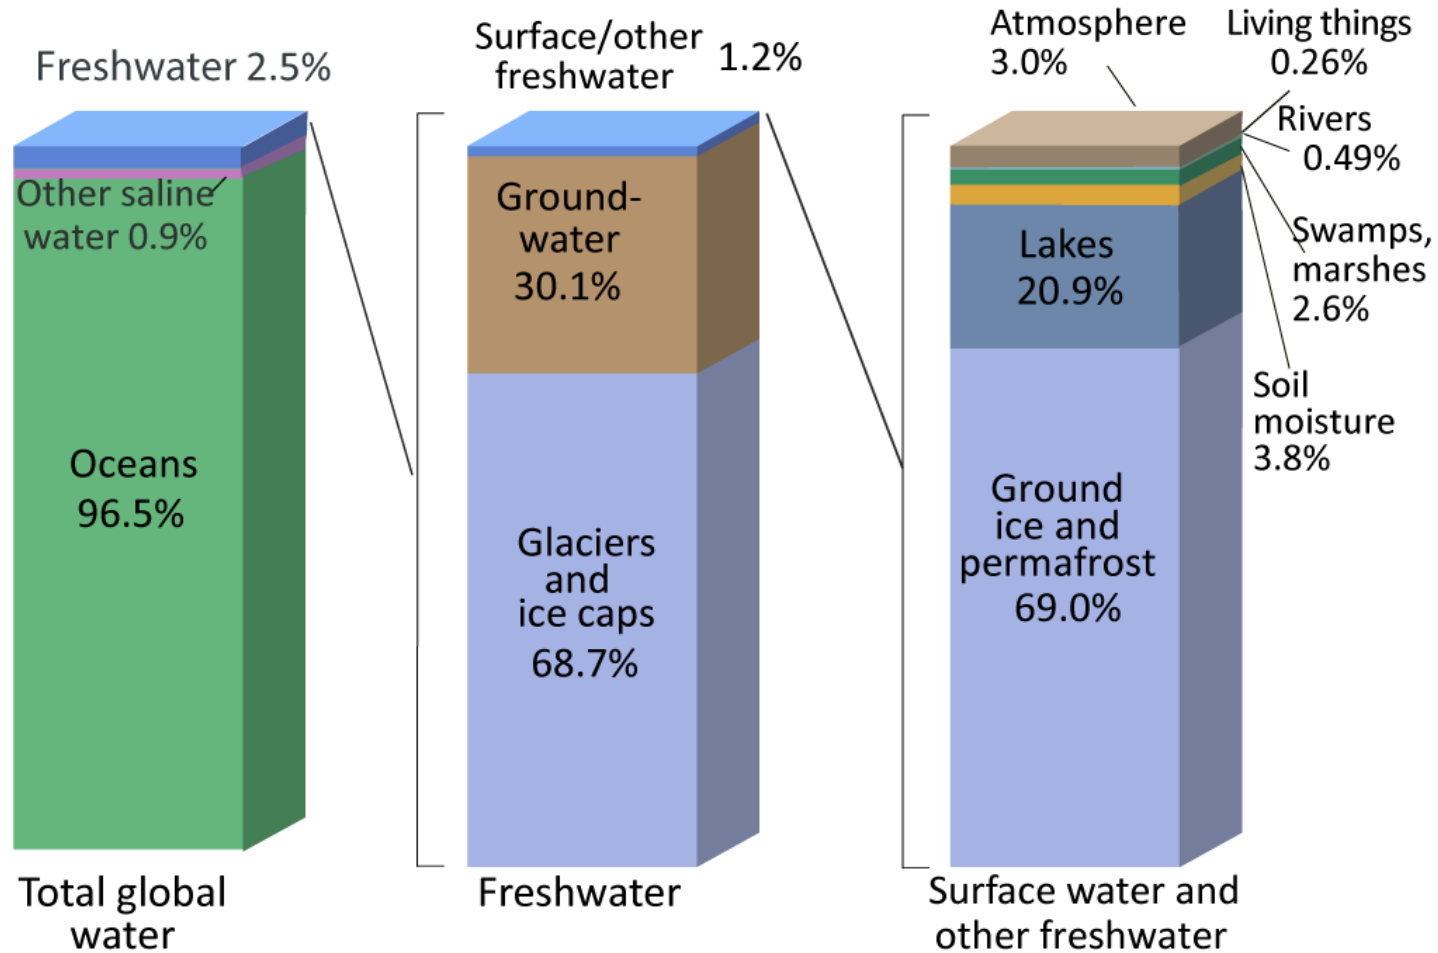 Freshwater 2.5%
Other saline
water 0.9%
Oceans
96.5%
Total global
water
Surface/other
freshwater
1.2%
Ground-
water
30.1%
Glaciers
and
ice caps
68.7%
Freshwater
Atmosphere
3.0%
Living things
0.26%
Rivers
0.49%
Swamps,
marshes
2.6%
Soil
moisture
3.8%
Lakes
20.9%
Ground
ice and
permafrost
69.0%
Surface water and
other freshwater